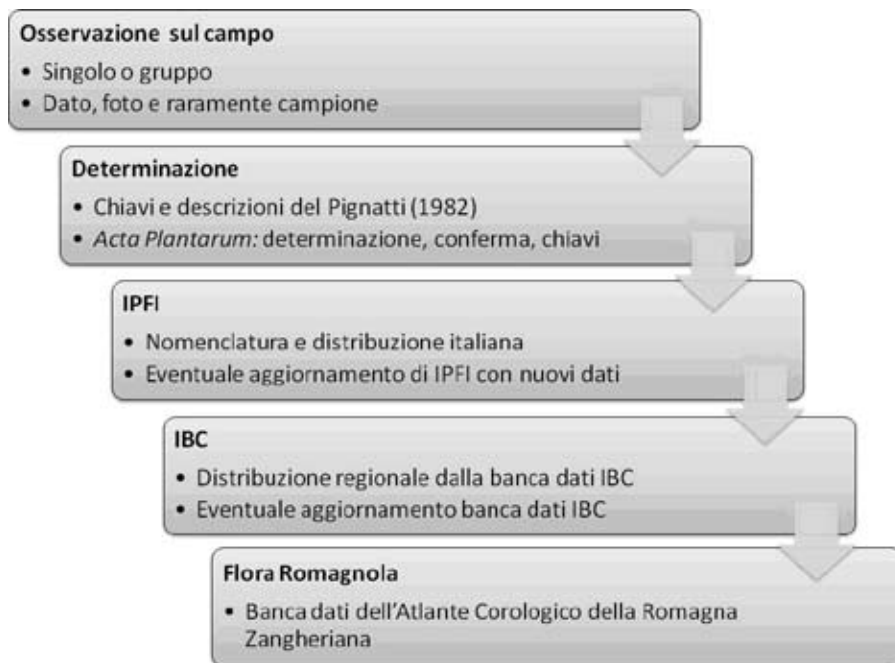 Osservazione sul campo
• Singolo o gruppo
• Dato, foto e raramente campione
Determinazione
• Chiavi e descrizioni del Pignatti (1982)
• Acta Plantarum: determinazione, conferma, chiavi
IPFI
• Nomenclatura e distribuzione italiana
• Eventuale aggiornamento di IPFI con nuovi dati
IBC
• Distribuzione regionale dalla banca dati IBC
• Eventuale aggiornamento banca dati IBC
Flora Romagnola
• Banca dati dell'Atlante Corologico della Romagna
Zangheriana